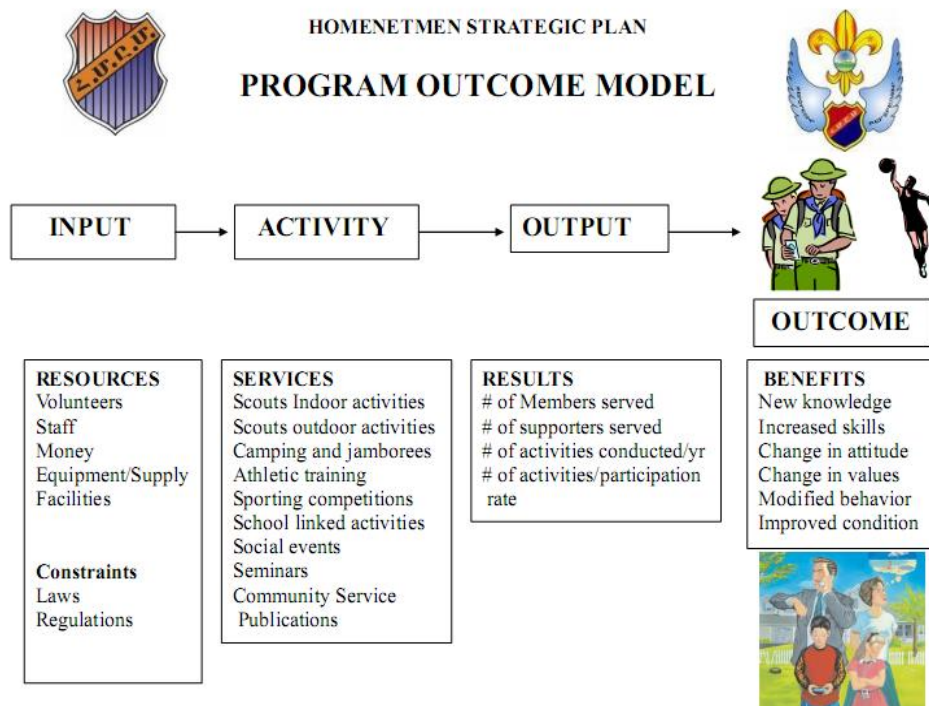 HOMENETMEN STRATEGIC PLAN
PROGRAM OUTCOME MODEL
Հ.Մ.Ը.Մ.
INPUT
ACTIVITY
OUTPUT
OUTCOME
RESOURCES
Volunteers
Staff
Money
Equipment/Supply
Facilities
Constraints
Laws
Regulations
SERVICES
Scouts Indoor activities
Scouts outdoor activities
Camping and jamborees
Athletic training
Sporting competitions
School linked activities
Social events
Seminars
Community Service
Publications
RESULTS
# of Members served
# of supporters served
# of activities conducted/yr
# of activities/participation
rate
BENEFITS
New knowledge
Increased skills
Change in attitude
Change in values
Modified behavior
Improved condition